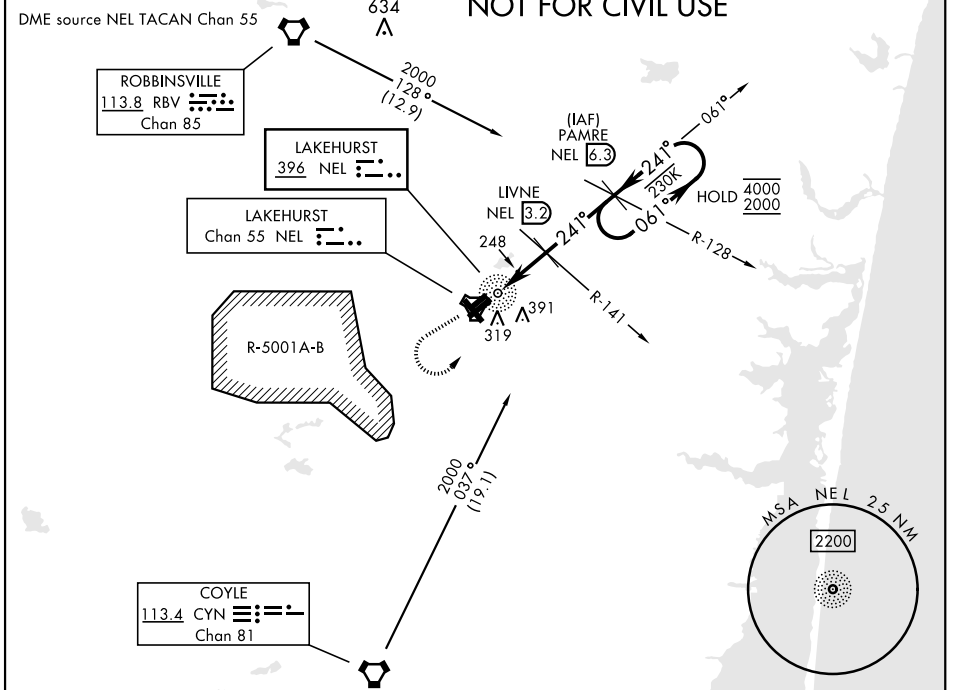 DME source NEL TACAN Chan 55
634
NOT FOR CIVIL USE
ROBBINSVILLE
113.8 RBV
Chan 85
2000
128°
(12.9)
LAKEHURST
396 NEL
LAKEHURST
Chan 55 NEL
(IAF)
PAMRE
NEL 6.3
LIVNE
NEL 3.2
061°
241°
230K
061°
HOLD 4000
2000
241°
R-128
248
R-141
391
319
R-5001A-B
2000
037°
(19.1)
MSA NEL 25 NM
2200
COYLE
113.4 CYN
Chan 81